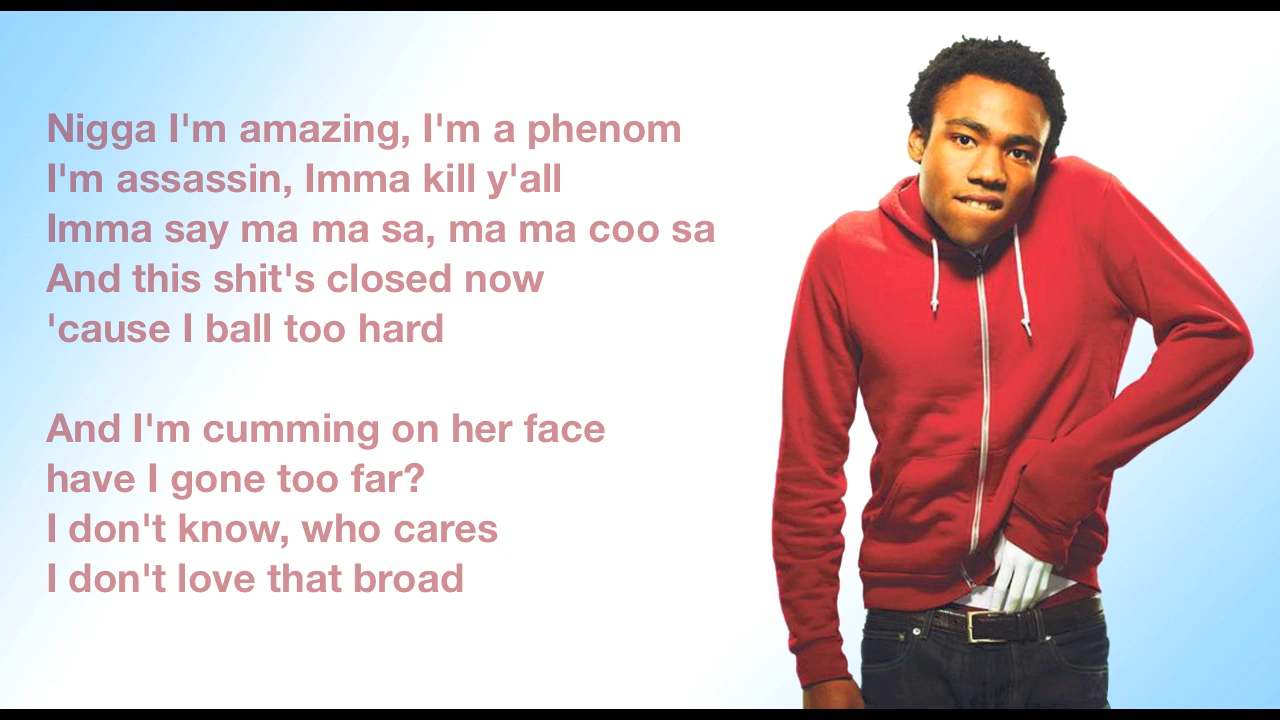 Nigga I'm amazing, I'm a phenom
I'm assassin, Imma kill y'all
Imma say ma ma sa, ma ma coo sa
And this shit's closed now
'cause I ball too hard
And I'm cumming on her face
have I gone too far?
I don't know, who cares
I don't love that broad